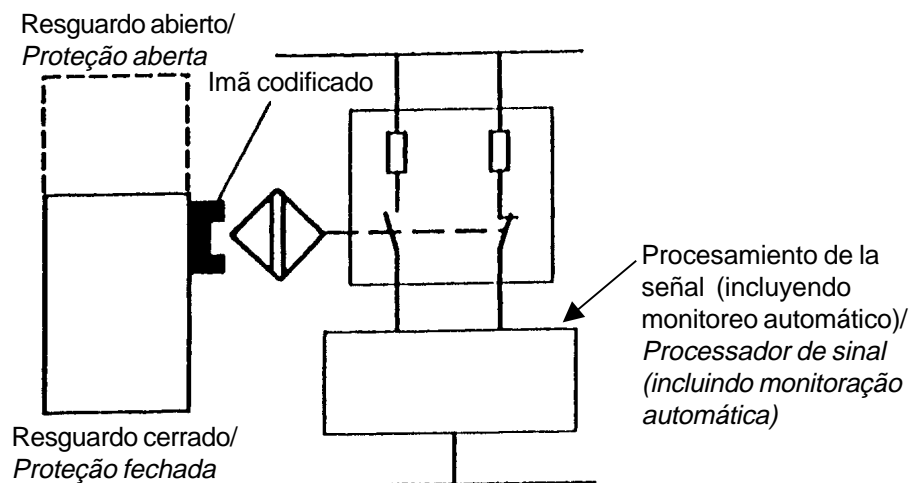 Resguardo abierto/
Proteção aberta
Imã codificado
Procesamiento de la
señal (incluyendo
monitoreo automático)/
Processador de sinal
(incluindo monitoração
automática)
Resguardo cerrado/
Proteção fechada